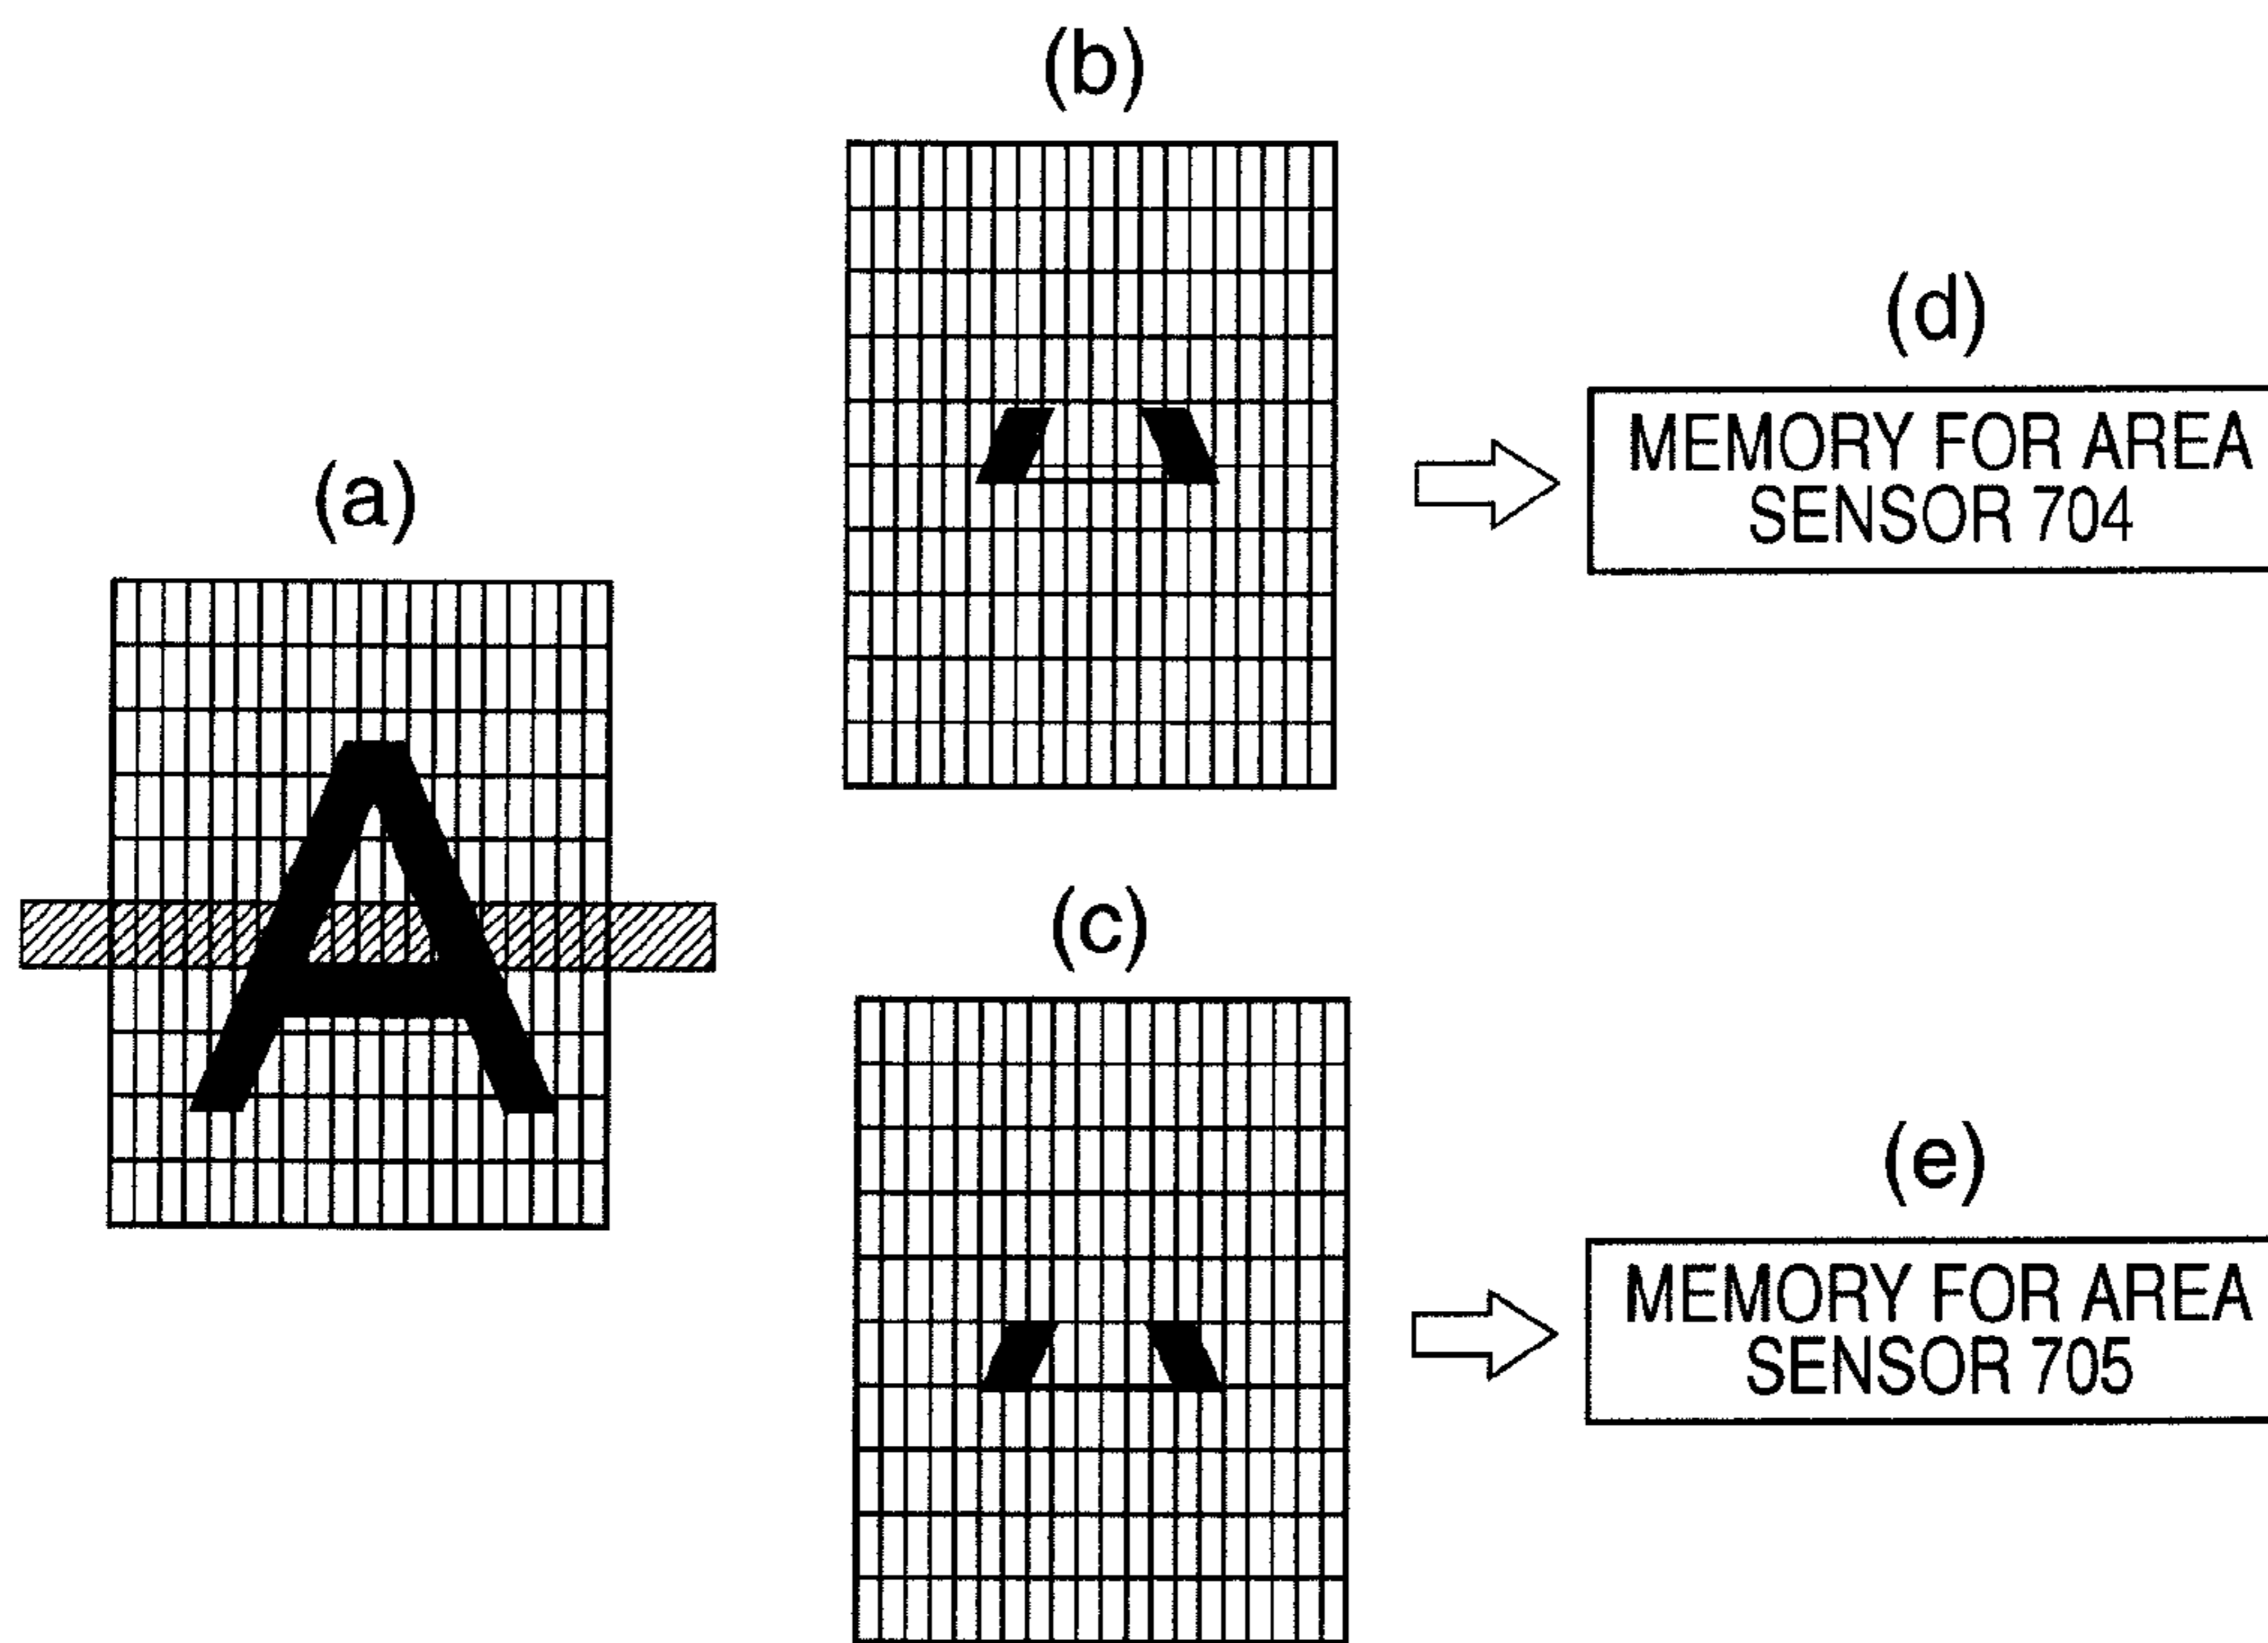 (b)
(d)
MEMORY FOR AREA
SENSOR 704
(a)
A
(c)
(e)
MEMORY FOR AREA
SENSOR 705